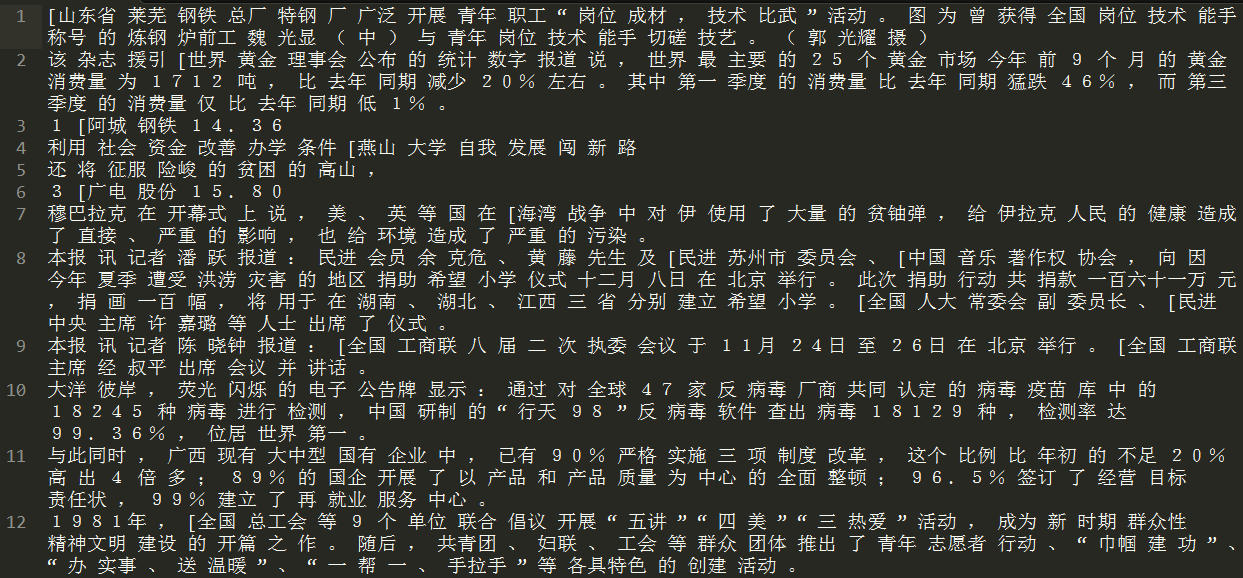 1 [山东省 莱芜 钢铁 总厂 特钢 厂 广泛 开展 青年 职工 “ 岗位 成材 ， 技术 比武 ” 活动 。 图 为 曾 获得 全国 岗位 技术 能手
称号 的 炼钢 炉前工 魏 光显 （ 中 ） 与 青年 岗位 技术 能手 切磋 技艺 。 （ 郭 光耀 摄 ）
2 该 杂志 援引 [世界 黄金 理事会 公布 的 统计 数字 报道 说 ， 世界 最 主要 的 ２５ 个 黄金 市场 今年 前 ９ 个 月 的 黄金
消费量 为 １７１２ 吨 ， 比 去年 同期 减少 ２０％ 左右 。 其中 第一 季度 的 消费量 比 去年 同期 猛跌 ４６％ ， 而 第三
季度 的 消费量 仅 比 去年 同期 低 １％ 。
3 １ [阿城 钢铁 １４．３６
4 利用 社会 资金 改善 办学 条件 [燕山 大学 自我 发展 闯 新 路
5 还 将 征服 险峻 的 贫困 的 高山 ，
6 ３ [广电 股份 １５．８０
7 穆巴拉克 在 开幕式 上 说 ， 美 、 英 等 国 在 [海湾 战争 中 对 伊 使用 了 大量 的 贫铀弹 ， 给 伊拉克 人民 的 健康 造成
了 直接 、 严重 的 影响 ， 也 给 环境 造成 了 严重 的 污染 。
8 本报 讯 记者 潘 跃 报道 ： 民进 会员 余 克危 、 黄 藤 先生 及 [民进 苏州市 委员会 、 [中国 音乐 著作权 协会 ， 向 因
今年 夏季 遭受 洪涝 灾害 的 地区 捐助 希望 小学 仪式 十二月 八日 在 北京 举行 。 此次 捐助 行动 共 捐款 一百六十一万 元
， 捐 画 一百 幅 ， 将 用于 在 湖南 、 湖北 、 江西 三 省 分别 建立 希望 小学 。 [全国 人大 常委会 副 委员长 、 [民进
中央 主席 许 嘉璐 等 人士 出席 了 仪式 。
9 本报 讯 记者 陈 晓钟 报道 ： [全国 工商联 八 届 二 次 执委 会议 于 １１月 ２４日 至 ２６日 在 北京 举行 。 [全国 工商联
主席 经 叔平 出席 会议 并 讲话 。
10 大洋 彼岸 ， 荧光 闪烁 的 电子 公告牌 显示 ： 通过 对 全球 ４７ 家 反 病毒 厂商 共同 认定 的 病毒 疫苗 库 中 的
１８２４５ 种 病毒 进行 检测 ， 中国 研制 的 “ 行天 ９８ ” 反 病毒 软件 查出 病毒 １８１２９ 种 ， 检测率 达
９９．３６％ ， 位居 世界 第一 。
11 与此同时 ， 广西 现有 大中型 国有 企业 中 ， 已有 ９０％ 严格 实施 三 项 制度 改革 ， 这个 比例 比 年初 的 不足 ２０％
高 出 ４ 倍 多 ； ８９％ 的 国企 开展 了 以 产品 和 产品 质量 为 中心 的 全面 整顿 ； ９６．５％ 签订 了 经营 目标
责任状 ， ９９％ 建立 了 再 就业 服务 中心 。
12 １９８１年 ， [全国 总工会 等 ９ 个 单位 联合 倡议 开展 “ 五讲 ” “ 四 美 ” “ 三 热爱 ” 活动 ， 成为 新 时期 群众性
精神文明 建设 的 开篇 之 作 。 随后 ， 共青团 、 妇联 、 工会 等 群众 团体 推出 了 青年 志愿者 行动 、 “ 巾帼 建 功 ” 、
“ 办 实事 、 送 温暖 ” 、 “ 一 帮 一 、 手拉手 ” 等 各具特色 的 创建 活动 。